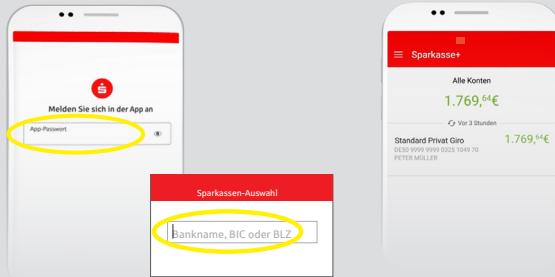 Melden Sie sich in der App an
App-Passwort
Sparkassen-Auswahl
Bankname, BIC oder BLZ
Sparkasse+
Alle Konten
1.769,64€
Vor 3 Stunden
Standard Privat Giro 1.769,64€
DE50 9999 9999 0325 1049 70
PETER MÜLLER